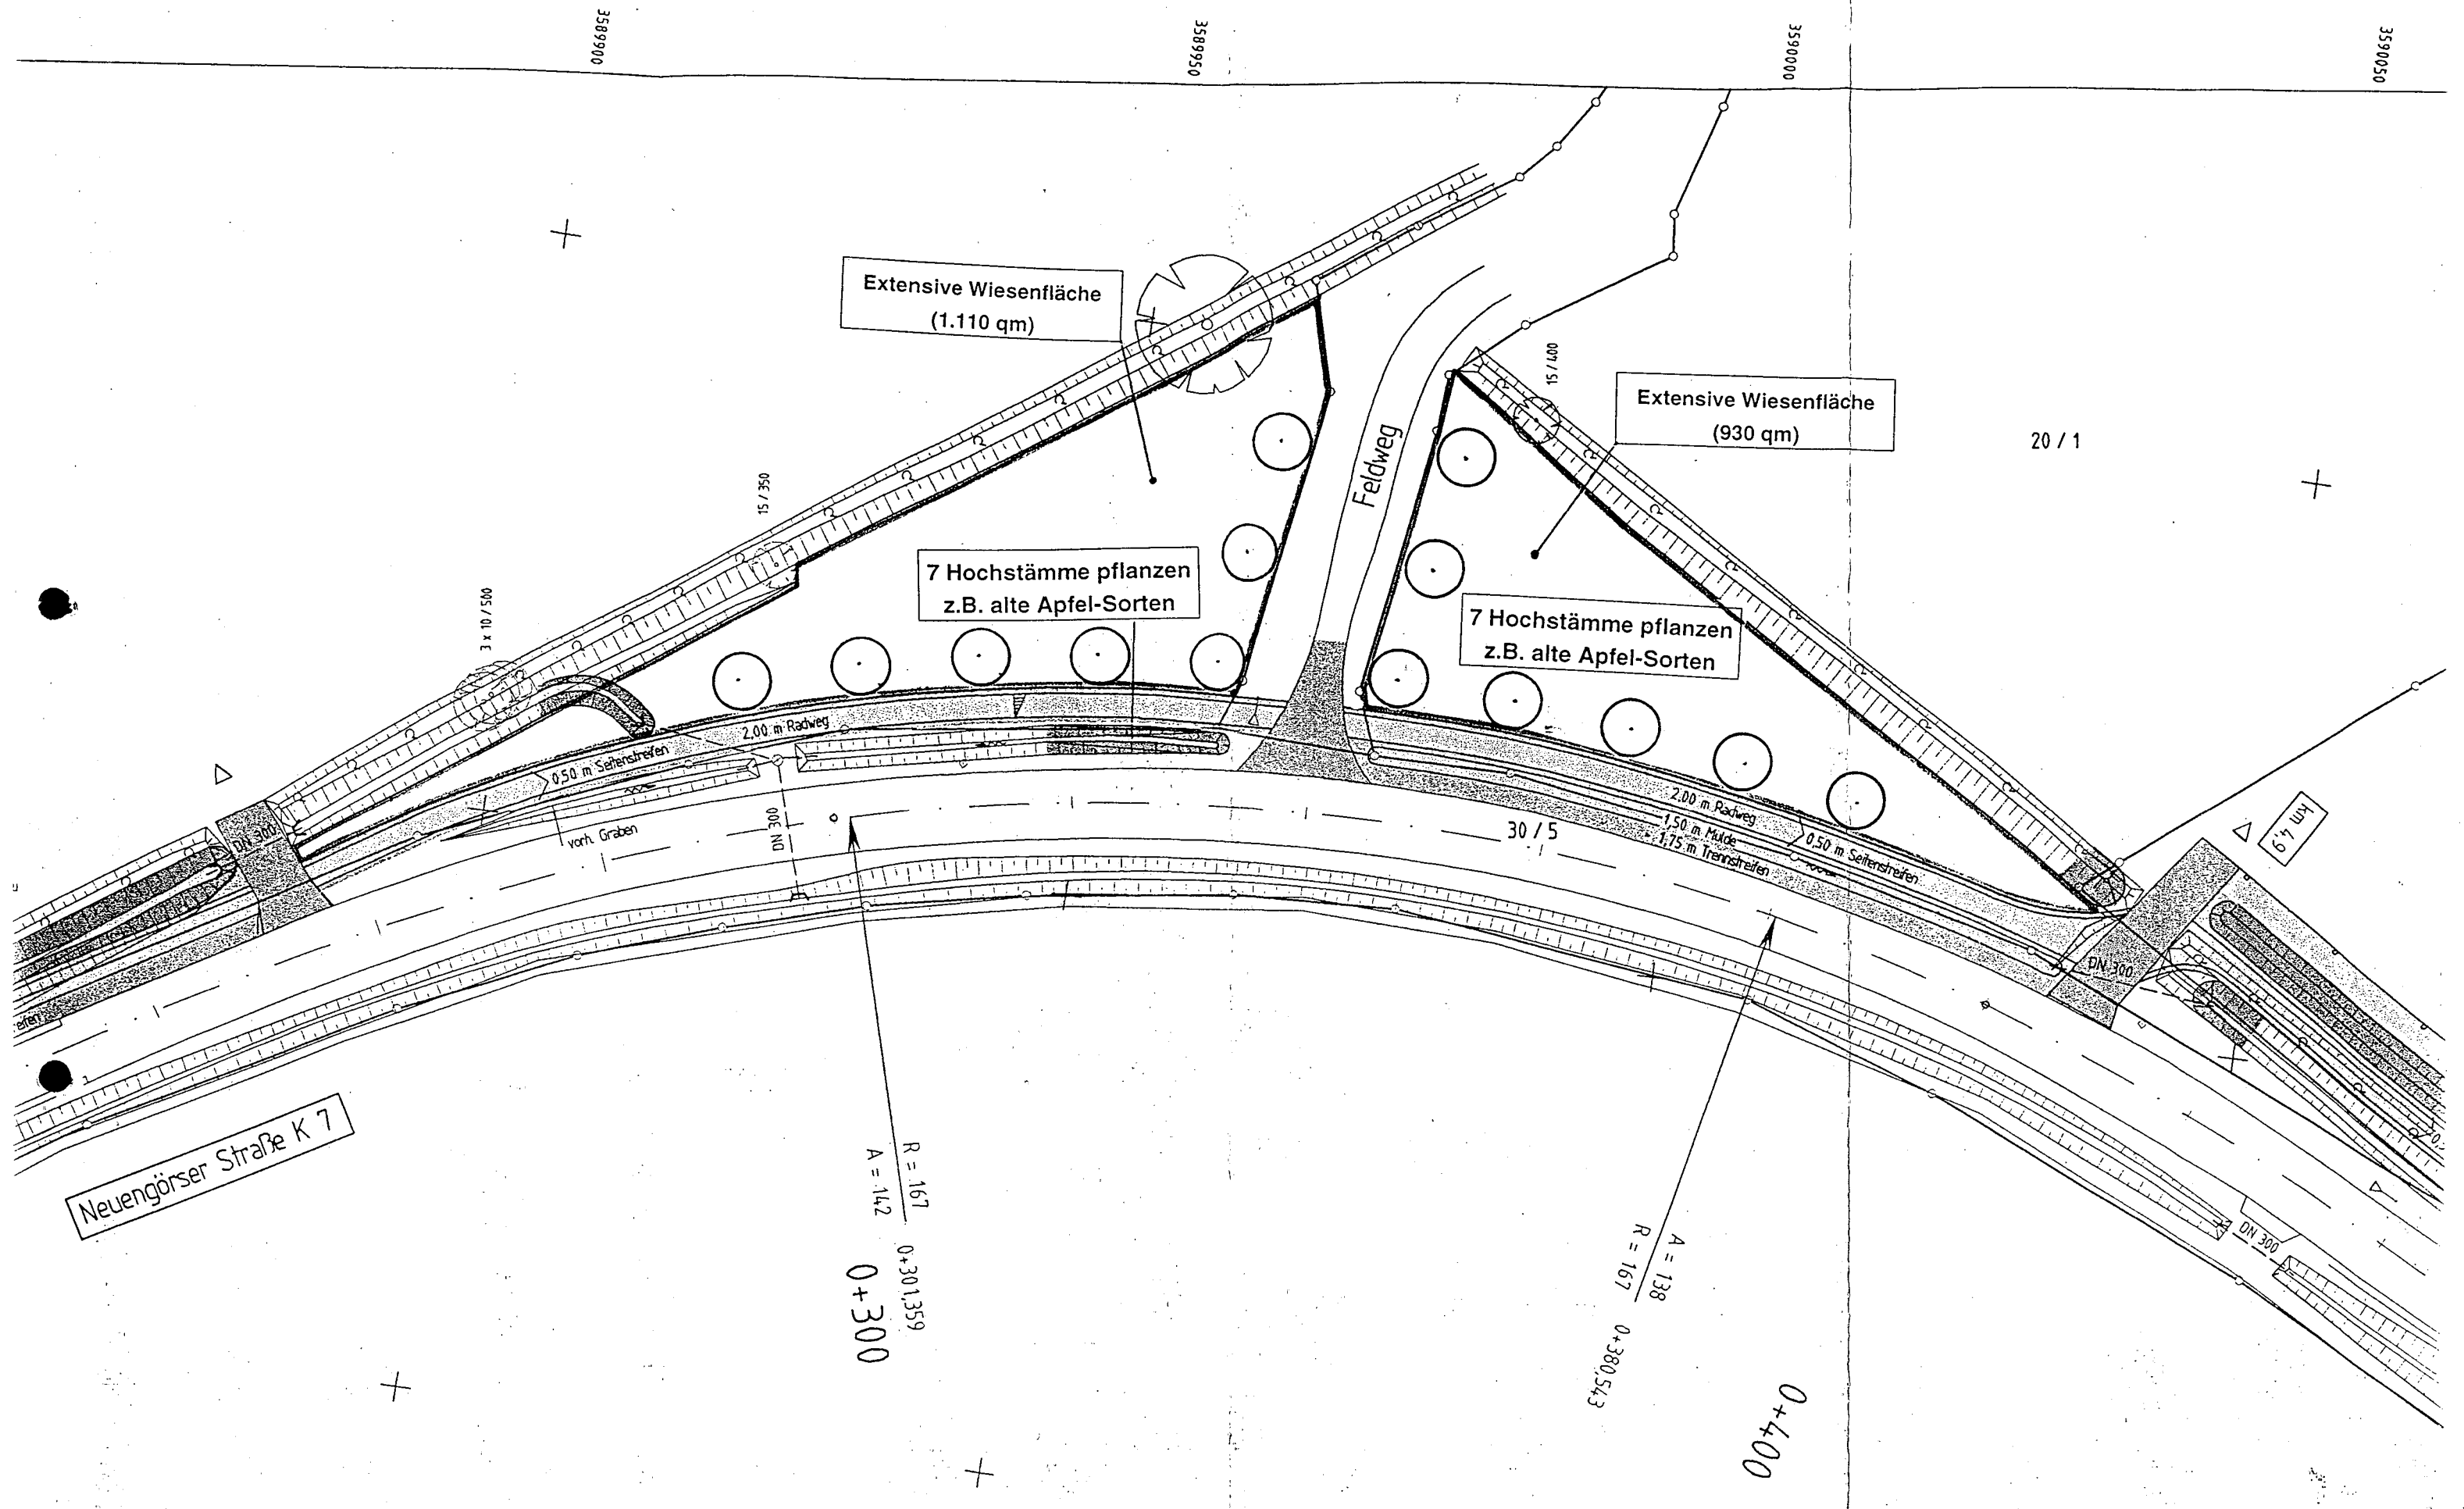 3589900
3589950
3590000
3590050
Extensive Wiesenfläche
(1.110 qm)
15 / 400
Extensive Wiesenfläche
(930 qm)
20 / 1
Feldweg
15 / 350
7 Hochstämme pflanzen
z.B. alte Apfel-Sorten
7 Hochstämme pflanzen
z.B. alte Apfel-Sorten
3 x 10 / 500
2,00 m Radweg
0,50 m Seitenstreifen
vorh. Graben
DN 300
DN 300
30 / 5
2,00 m Radweg
1,50 m Mulde
1,75 m Trennstreifen
0,50 m Seitenstreifen
km 4,9
DN 300
eifen
Neuengörser Straße K 7
R = 167
A = 142
0+301,359
0+300
A = 138
R = 167
0+380,543
0+400
DN 300